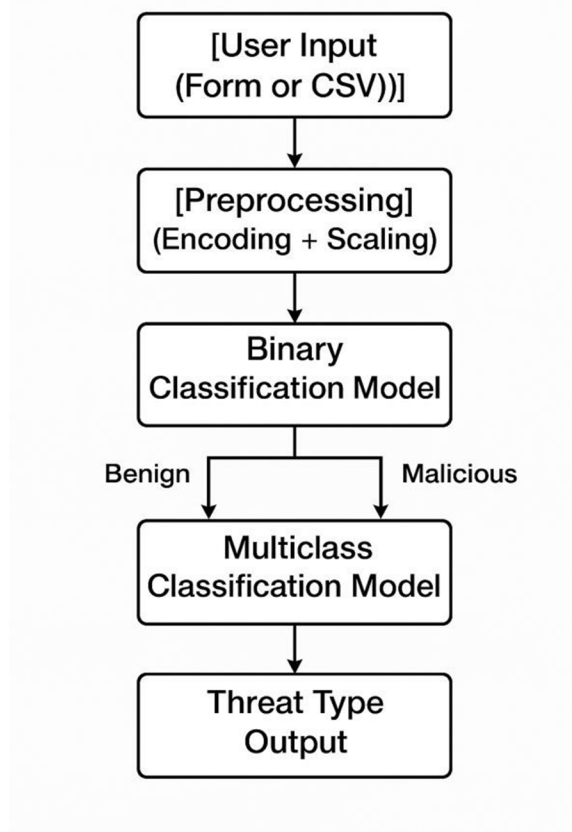 [User Input
(Form or CSV))]
[Preprocessing]
(Encoding + Scaling)
Binary
Classification Model
Benign
Malicious
Multiclass
Classification Model
Threat Type
Output